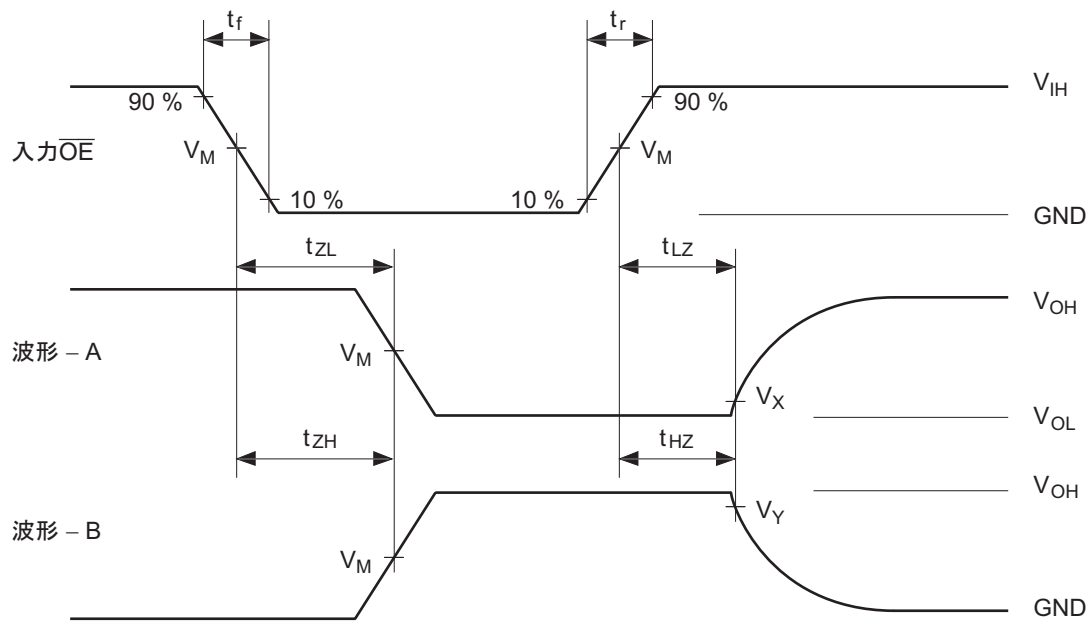 tf
tr
90 %
90 %
VIH
入力OE
VM
VM
10 %
10 %
GND
tZL
tLZ
VOH
波形 – A
VM
VX
VOL
tZH
tHZ
VOH
VY
波形 – B
VM
GND